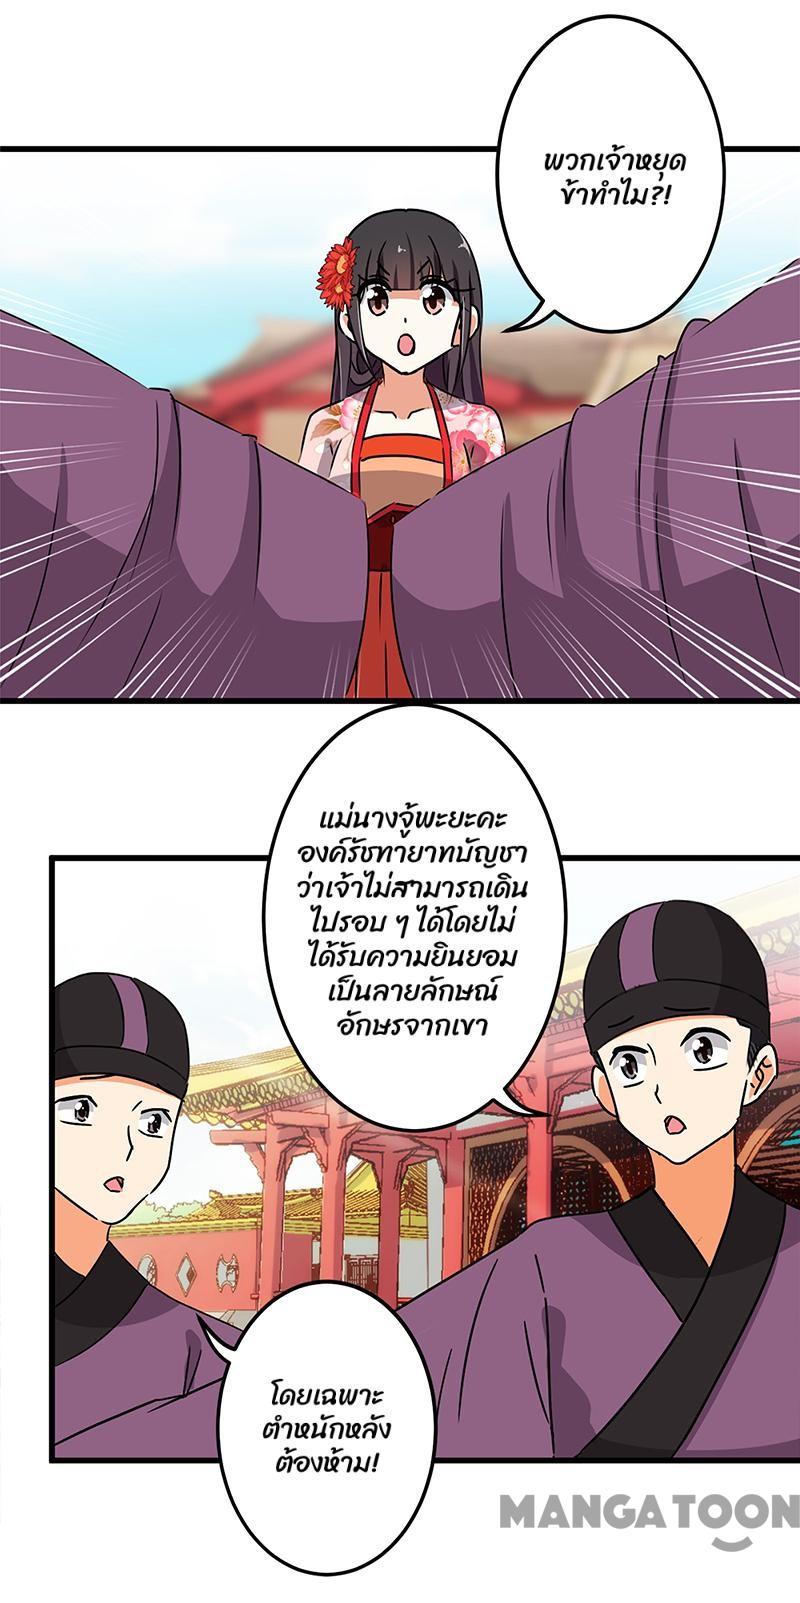 พวกเจ้าหยุด
ข้าทำไม?!
แม่นางจู้พะยะคะ
องค์รัชทายาทบัญชา
ว่าเจ้าไม่สามารถเดิน
ไปรอบ ๆ ได้โดยไม่
ได้รับความยินยอม
เป็นลายลักษณ์
อักษรจากเขา
โดยเฉพาะ
ตำหนักหลัง
ต้องห้าม!
MANGATOON